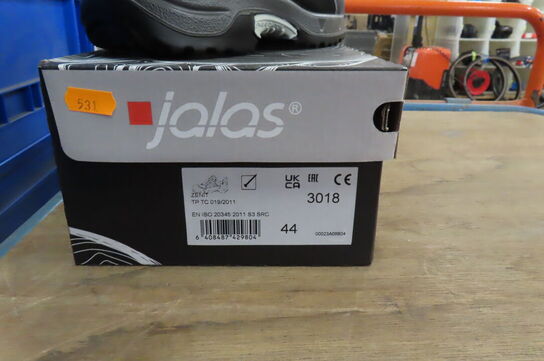 531
jalas®
ZENIT
TP TC 019/2011
EN ISO 20345 2011 S3 SRC
6 408487 429804
UK CA EAC CE
3018
44
00023A09804